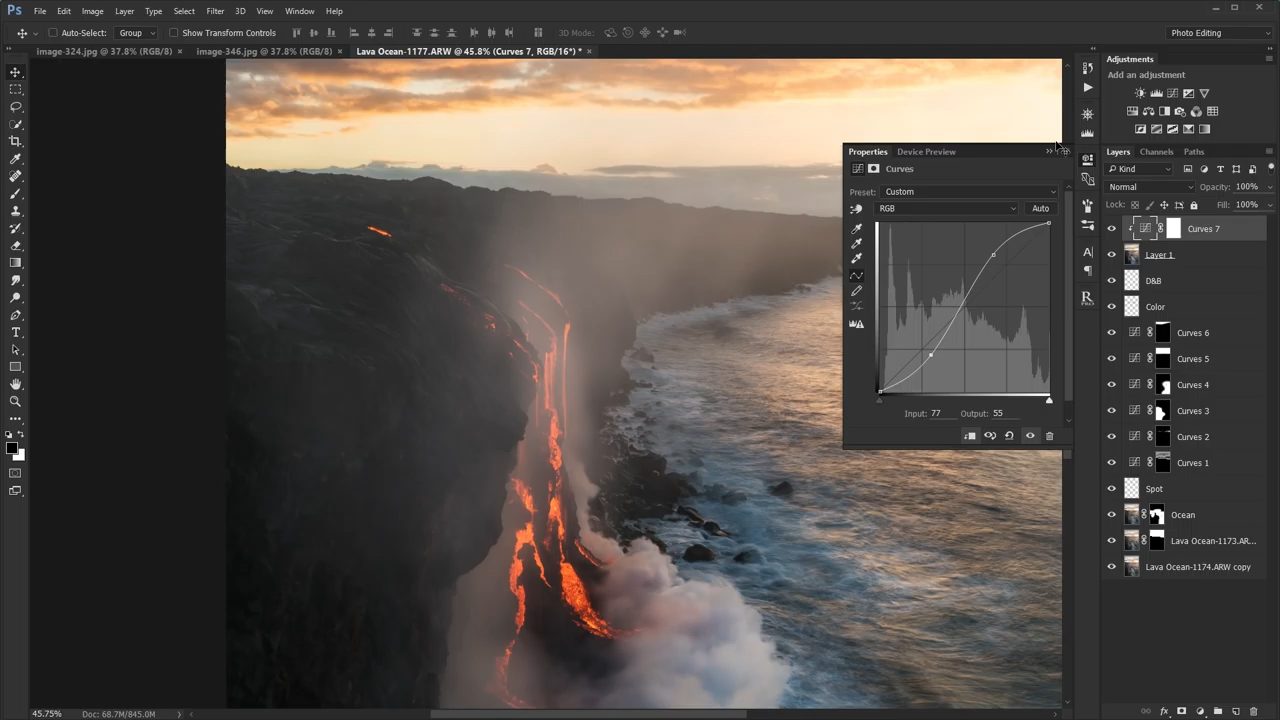 Ps File Edit Image Layer Type Select Filter 3D View Window Help
Auto-Select: Group Show Transform Controls 3D Mode: Photo Editing
image-324.jpg @ 37.8% (RGB/8) × image-346.jpg @ 37.8% (RGB/8) × Lava Ocean-1177.ARW @ 45.8% (Curves 7, RGB/16*) * ×
Adjustments
Add an adjustment
Properties Device Preview
Curves
Preset: Custom
RGB Auto
Input: 77 Output: 55
Layers Channels Paths
Kind
Normal Opacity: 100%
Lock: Fill: 100%
Curves 7
Layer 1
D&B
Color
Curves 6
Curves 5
Curves 4
Curves 3
Curves 2
Curves 1
Spot
Ocean
Lava Ocean-1173.AR...
Lava Ocean-1174.ARW copy
45.75% Doc: 68.7M/845.0M